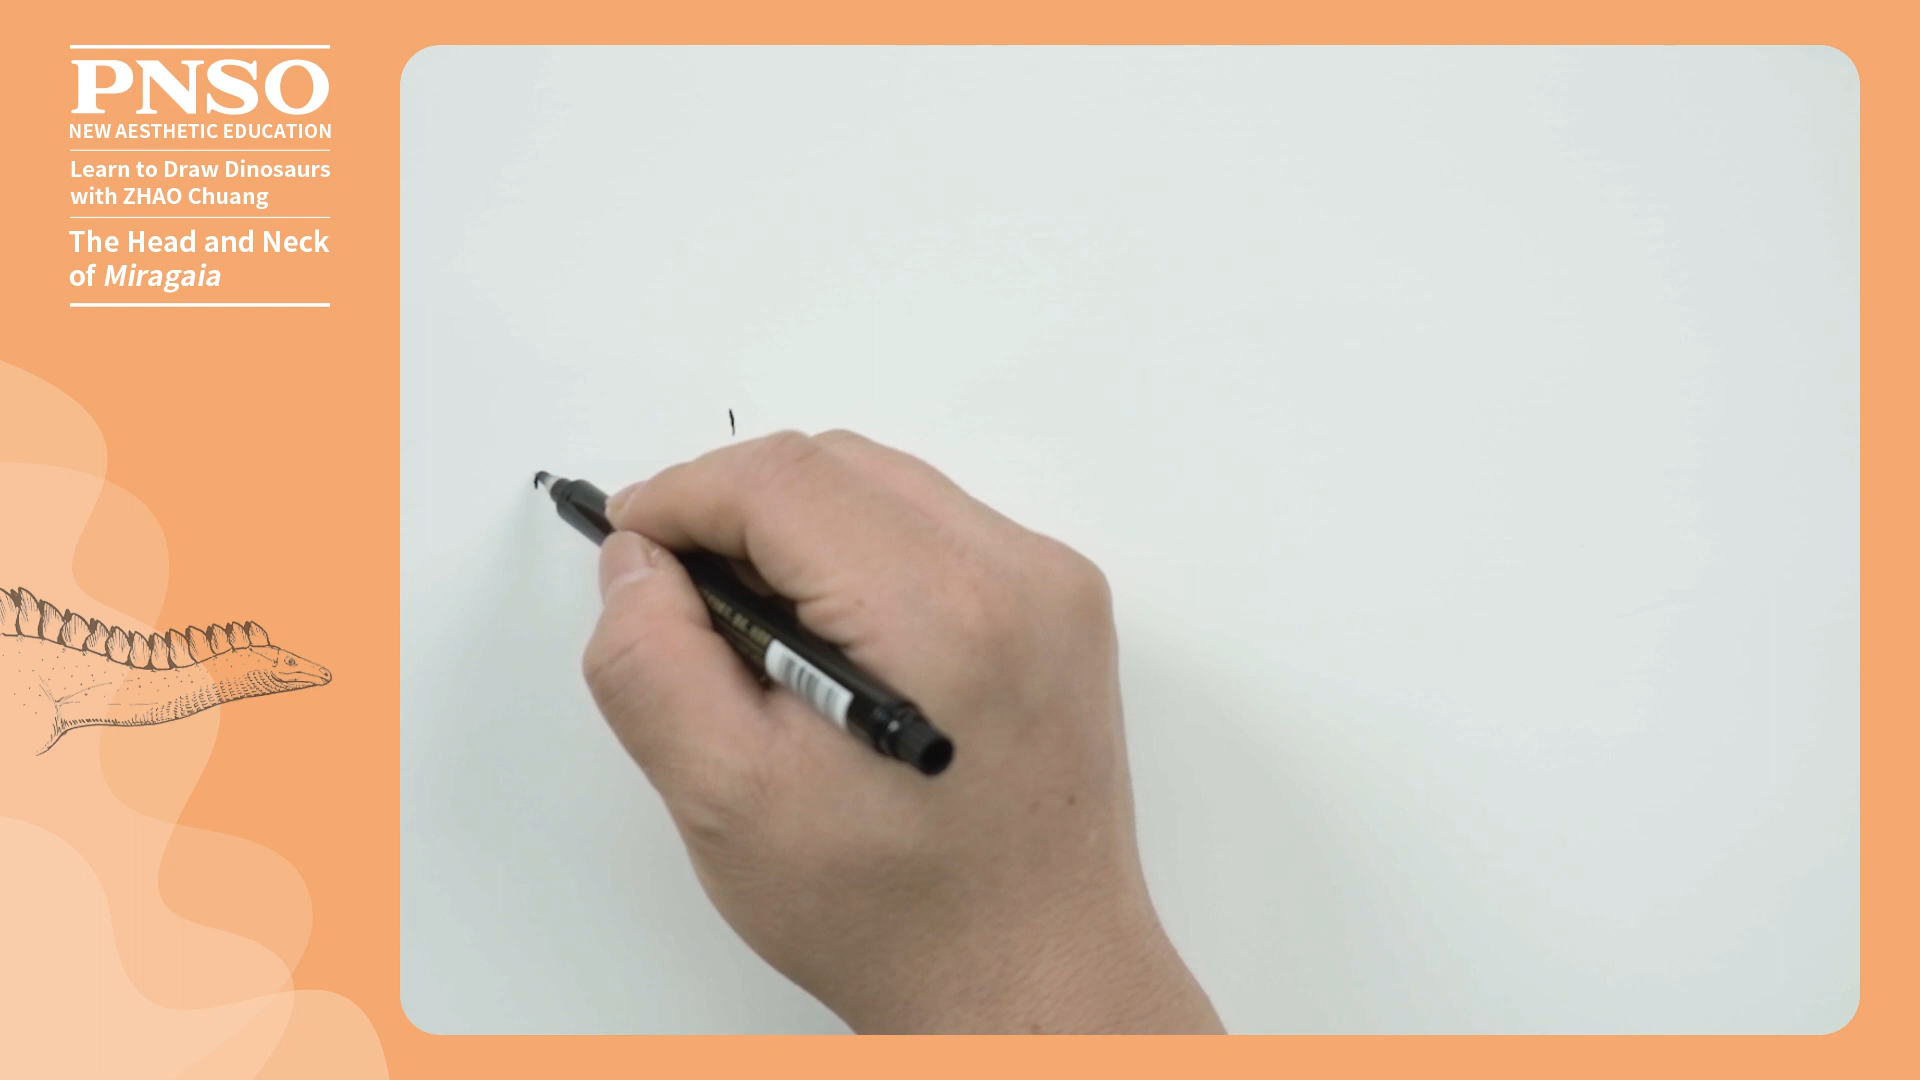 PNSO
NEW AESTHETIC EDUCATION
Learn to Draw Dinosaurs
with ZHAO Chuang
The Head and Neck
of Miragaia